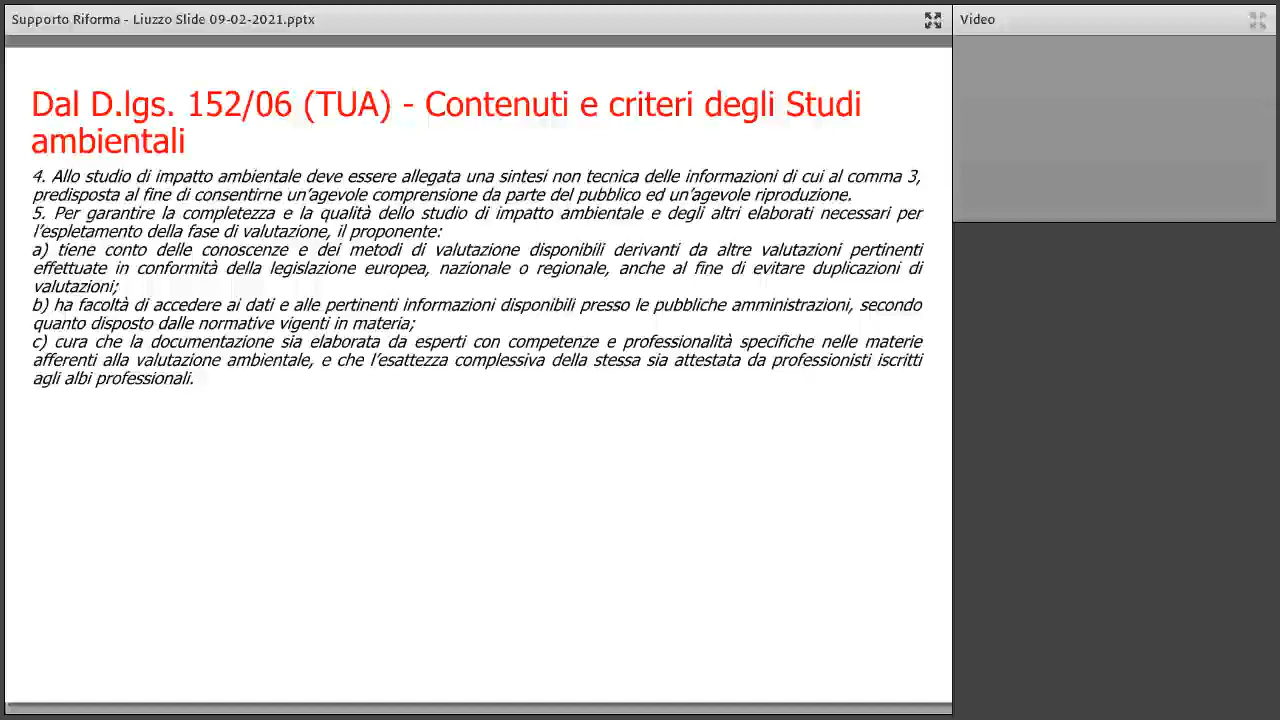 Supporto Riforma - Liuzzo Slide 09-02-2021.pptx
Video
Dal D.lgs. 152/06 (TUA) - Contenuti e criteri degli Studi
ambientali
4. Allo studio di impatto ambientale deve essere allegata una sintesi non tecnica delle informazioni di cui al comma 3,
predisposta al fine di consentirne un'agevole comprensione da parte del pubblico ed un'agevole riproduzione.
5. Per garantire la completezza e la qualità dello studio di impatto ambientale e degli altri elaborati necessari per
l'espletamento della fase di valutazione, il proponente:
a) tiene conto delle conoscenze e dei metodi di valutazione disponibili derivanti da altre valutazioni pertinenti
effettuate in conformità della legislazione europea, nazionale o regionale, anche al fine di evitare duplicazioni di
valutazioni;
b) ha facoltà di accedere ai dati e alle pertinenti informazioni disponibili presso le pubbliche amministrazioni, secondo
quanto disposto dalle normative vigenti in materia;
c) cura che la documentazione sia elaborata da esperti con competenze e professionalità specifiche nelle materie
afferenti alla valutazione ambientale, e che l'esattezza complessiva della stessa sia attestata da professionisti iscritti
agli albi professionali.